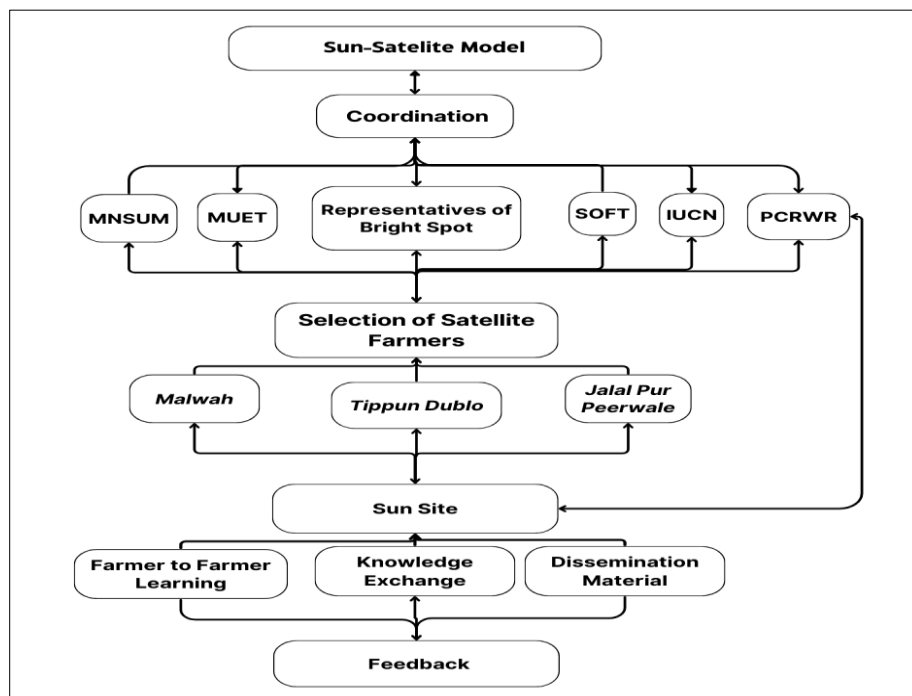 Sun-Satelite Model
Coordination
MNSUM
MUET
Representatives of
Bright Spot
SOFT
IUCN
PCRWR
Selection of Satellite
Farmers
Malwah
Tippun Dublo
Jalal Pur
Peerwale
Sun Site
Farmer to Farmer
Learning
Knowledge
Exchange
Dissemination
Material
Feedback